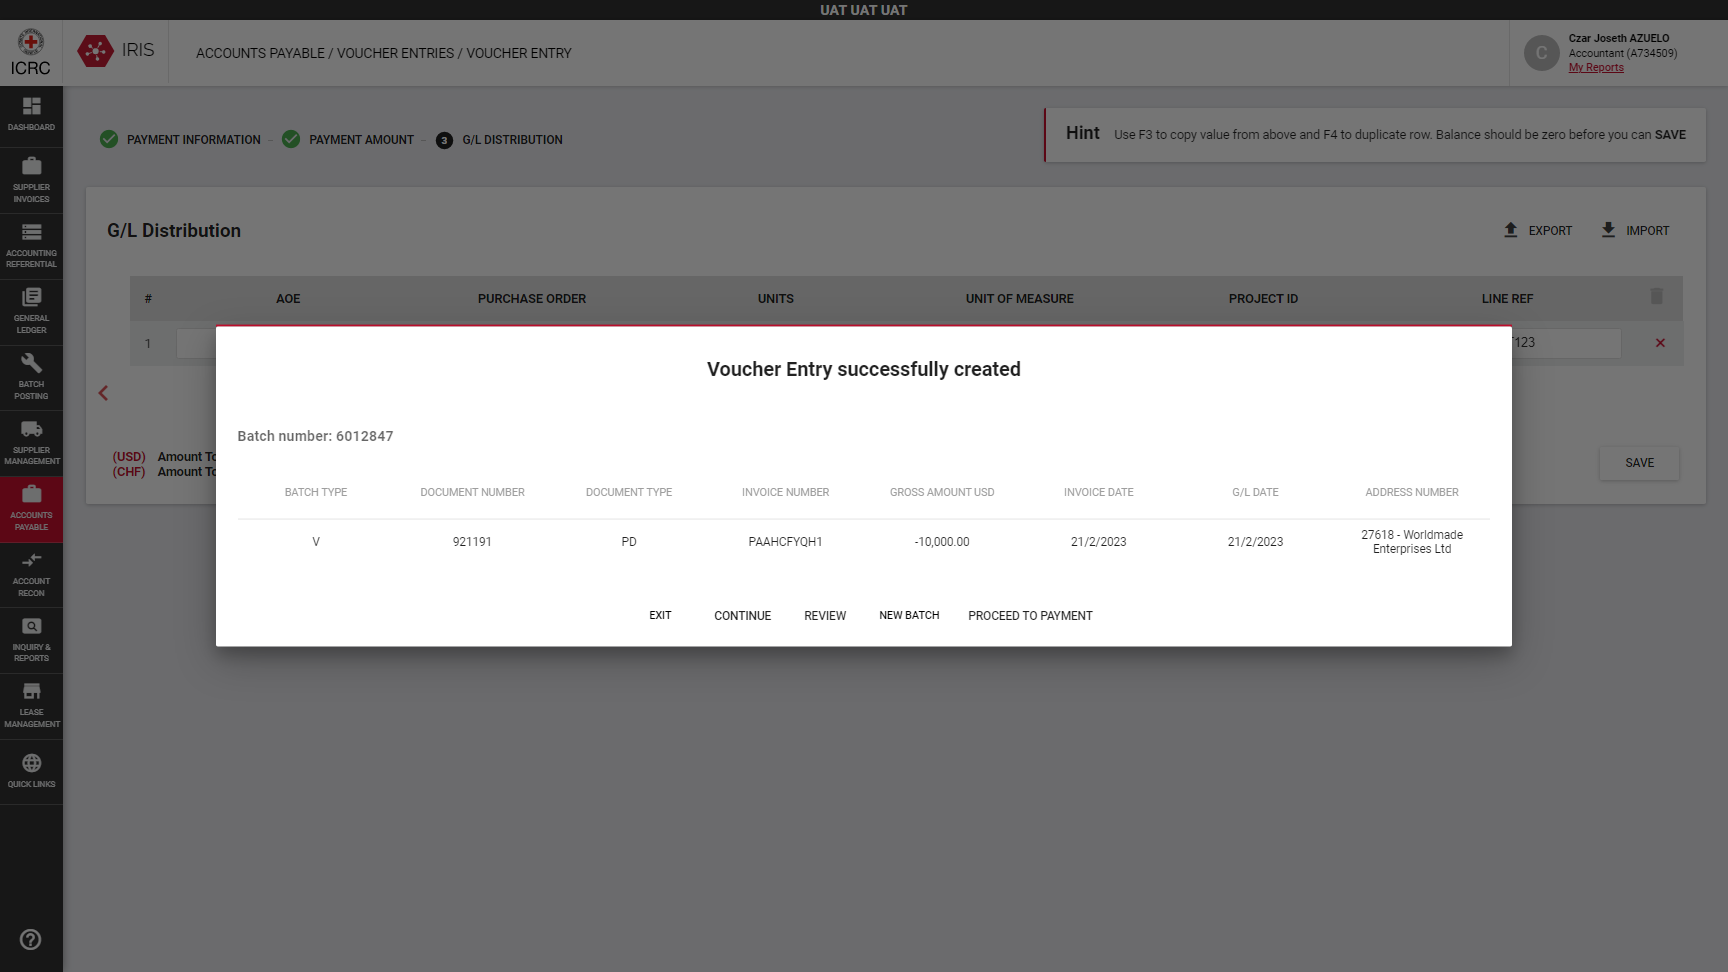 UAT UAT UAT
ICRC
IRIS
ACCOUNTS PAYABLE / VOUCHER ENTRIES / VOUCHER ENTRY
C
Czar Joseth AZUELO
Accountant (A734509)
My Reports
DASHBOARD
SUPPLIER
INVOICES
ACCOUNTING
REFERENTIAL
GENERAL
LEDGER
BATCH
POSTING
SUPPLIER
MANAGEMENT
ACCOUNTS
PAYABLE
ACCOUNT
RECON
INQUIRY &
REPORTS
LEASE
MANAGEMENT
QUICK LINKS
PAYMENT INFORMATION
PAYMENT AMOUNT
3 G/L DISTRIBUTION
Hint Use F3 to copy value from above and F4 to duplicate row. Balance should be zero before you can SAVE
G/L Distribution
EXPORT IMPORT
# AOE PURCHASE ORDER UNITS UNIT OF MEASURE PROJECT ID LINE REF
1 123
(USD) Amount To
(CHF) Amount To
SAVE
Voucher Entry successfully created
Batch number: 6012847
BATCH TYPE DOCUMENT NUMBER DOCUMENT TYPE INVOICE NUMBER GROSS AMOUNT USD INVOICE DATE G/L DATE ADDRESS NUMBER
V 921191 PD PAAHCFYQH1 -10,000.00 21/2/2023 21/2/2023 27618 - Worldmade
Enterprises Ltd
EXIT CONTINUE REVIEW NEW BATCH PROCEED TO PAYMENT